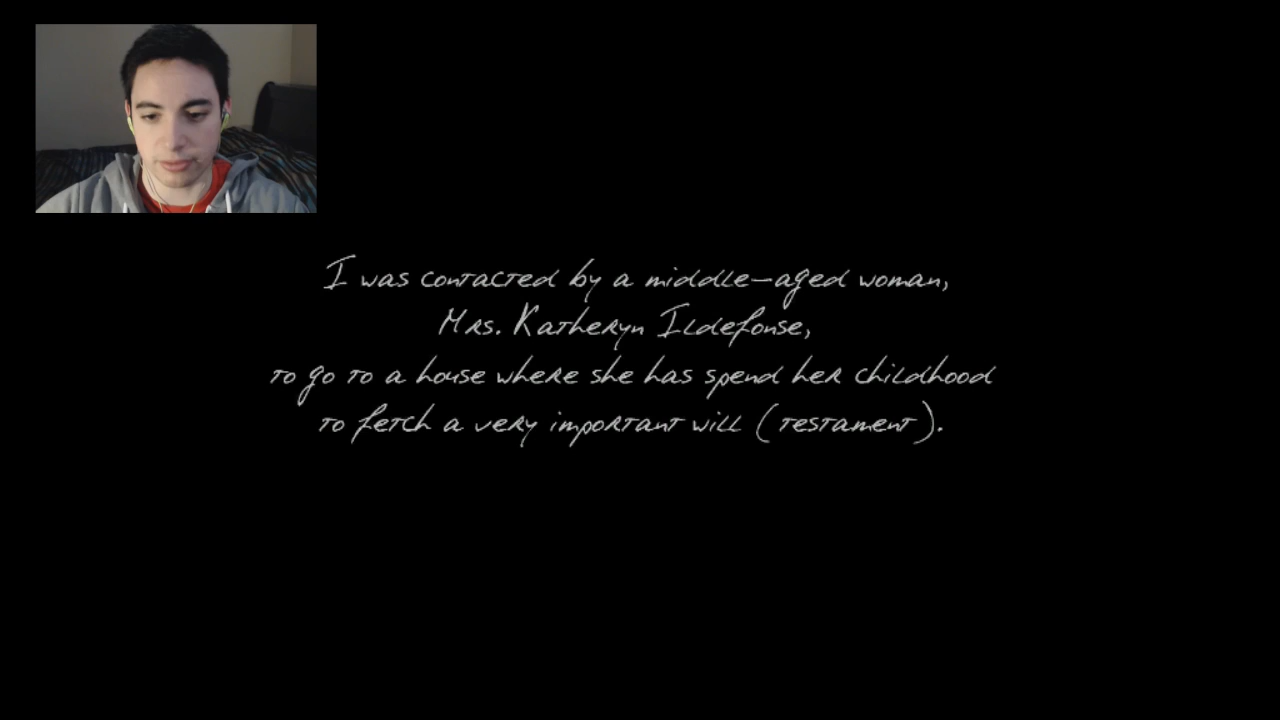 I was contacted by a middle-aged woman,
Mrs. Katheryn Ildefonse,
to go to a house where she has spend her childhood
to fetch a very important will (testament).